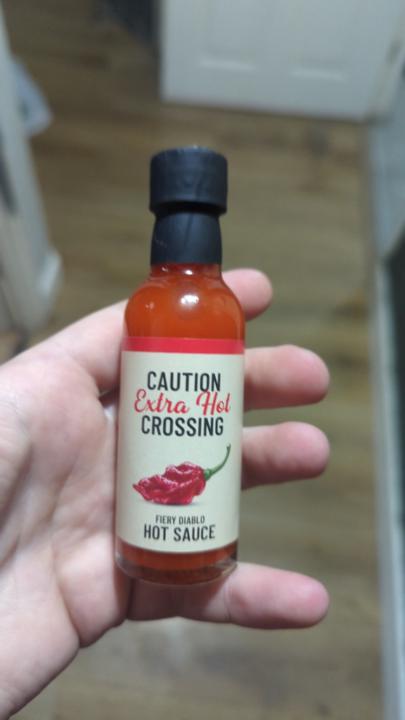 CAUTION
Extra Hot
CROSSING
FIERY DIABLO
HOT SAUCE